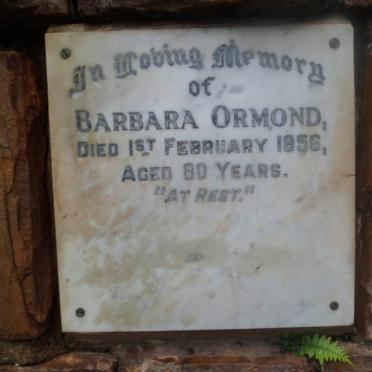 In Loving Memory
of
BARBARA ORMOND,
DIED 1ST FEBRUARY 1956,
AGED 80 YEARS.
"AT REST."